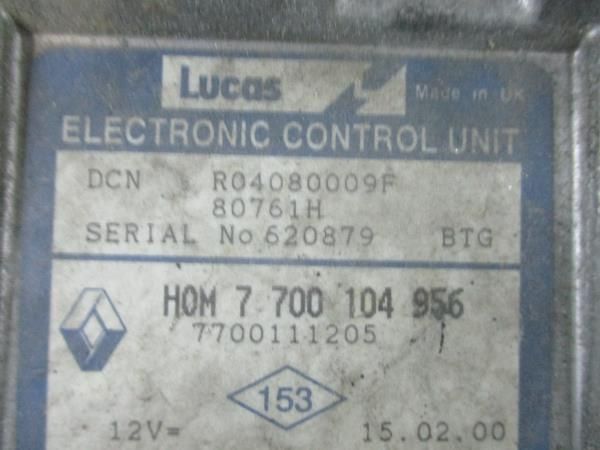 Lucas Made in UK
ELECTRONIC CONTROL UNIT
DCN R04080009F
80761H
SERIAL No 620879 BTG
HOM 7 700 104 956
7700111205
153
12V= 15.02.00